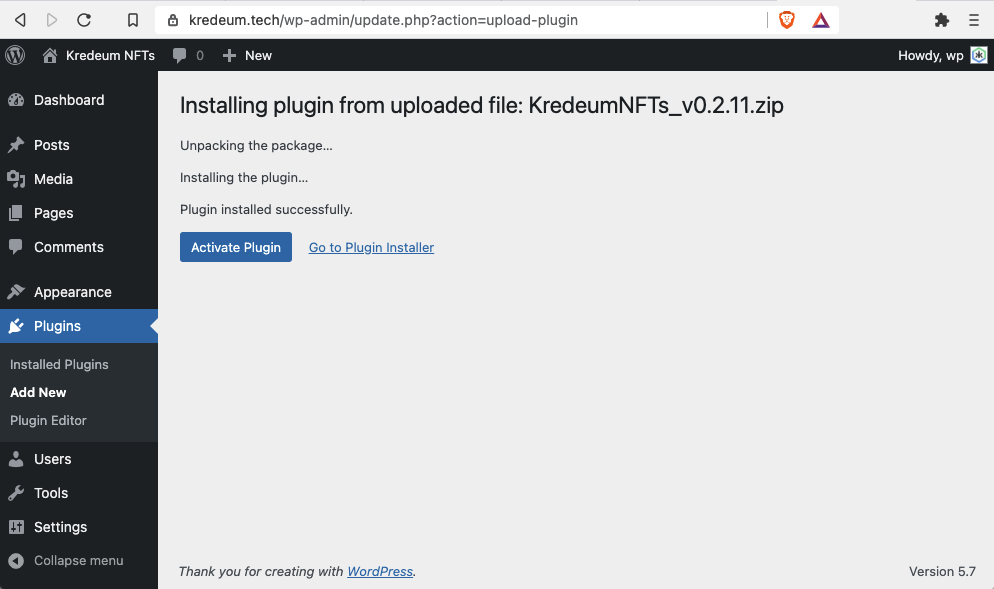 kredeum.tech/wp-admin/update.php?action=upload-plugin
Kredeum NFTs 0 New Howdy, wp
Dashboard
Posts
Media
Pages
Comments
Appearance
Plugins
Installed Plugins
Add New
Plugin Editor
Users
Tools
Settings
Collapse menu
Installing plugin from uploaded file: KredeumNFTs_v0.2.11.zip
Unpacking the package...
Installing the plugin...
Plugin installed successfully.
Activate Plugin Go to Plugin Installer
Thank you for creating with WordPress. Version 5.7